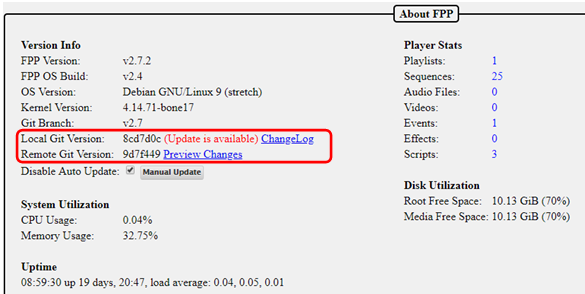 About FPP
Version Info
FPP Version: v2.7.2
FPP OS Build: v2.4
OS Version: Debian GNU/Linux 9 (stretch)
Kernel Version: 4.14.71-bone17
Git Branch: v2.7
Local Git Version: 8cd7d0c (Update is available) ChangeLog
Remote Git Version: 9d7f449 Preview Changes
Disable Auto Update: Manual Update
System Utilization
CPU Usage: 0.04%
Memory Usage: 32.75%
Uptime
08:59:30 up 19 days, 20:47, load average: 0.04, 0.05, 0.01
Player Stats
Playlists: 1
Sequences: 25
Audio Files: 0
Videos: 0
Events: 1
Effects: 0
Scripts: 3
Disk Utilization
Root Free Space: 10.13 GiB (70%)
Media Free Space: 10.13 GiB (70%)